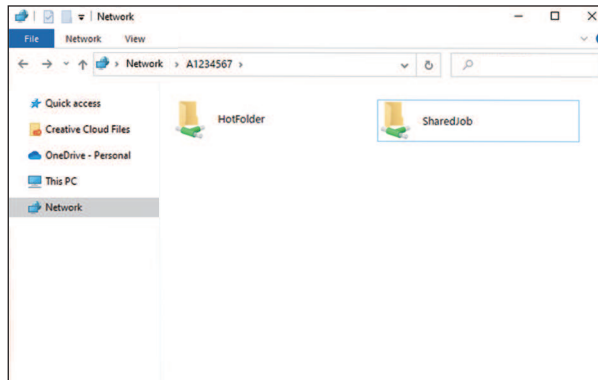 Network
File Network View
Network > A1234567 >
Quick access
Creative Cloud Files
OneDrive - Personal
This PC
Network
HotFolder
SharedJob